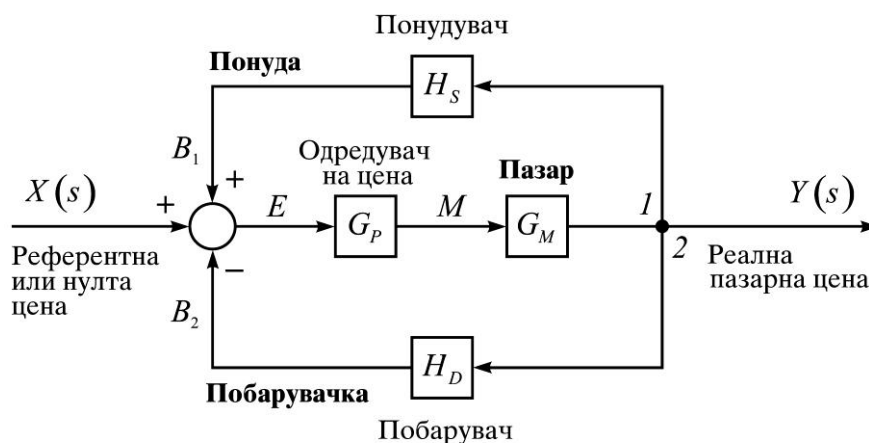 Понудувач
Понуда
H_S
B_1
Одредувач
на цена
Пазар
X(s)
+
+
E
G_P
M
G_M
1
Y(s)
2
Референтна
или нулта
цена
−
Реална
пазарна цена
B_2
H_D
Побарувачка
Побарувач